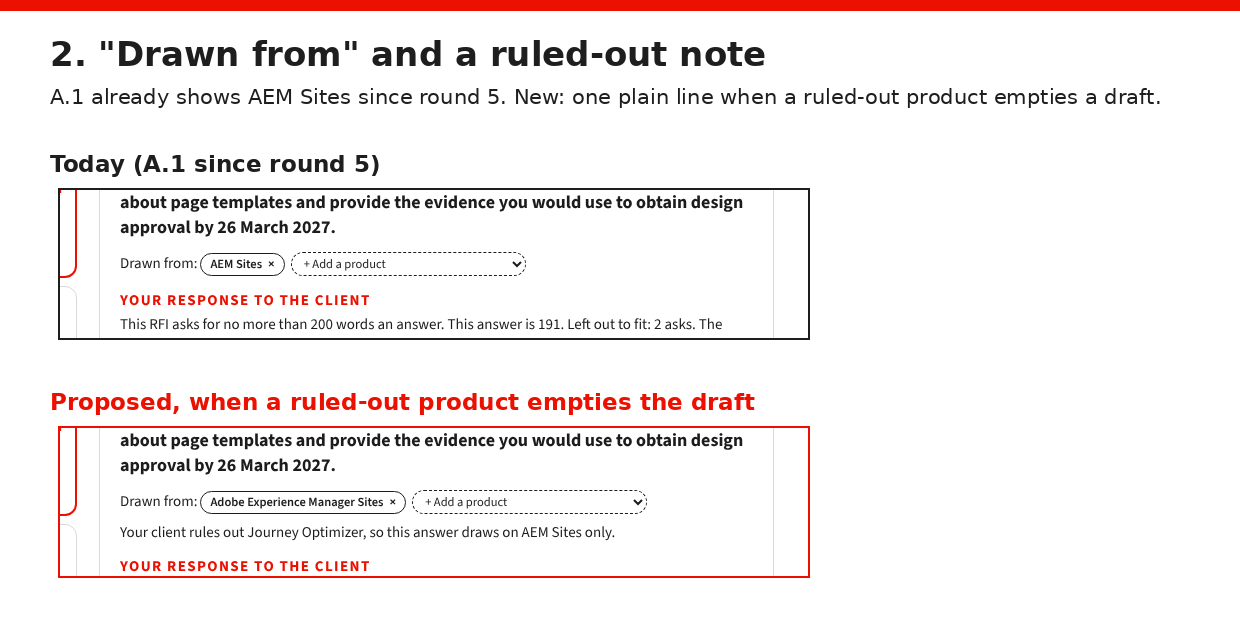 2. "Drawn from" and a ruled-out note
A.1 already shows AEM Sites since round 5. New: one plain line when a ruled-out product empties a draft.
Today (A.1 since round 5)
about page templates and provide the evidence you would use to obtain design
approval by 26 March 2027.
Drawn from: AEM Sites × + Add a product
YOUR RESPONSE TO THE CLIENT
This RFI asks for no more than 200 words an answer. This answer is 191. Left out to fit: 2 asks. The
Proposed, when a ruled-out product empties the draft
about page templates and provide the evidence you would use to obtain design
approval by 26 March 2027.
Drawn from: Adobe Experience Manager Sites × + Add a product
Your client rules out Journey Optimizer, so this answer draws on AEM Sites only.
YOUR RESPONSE TO THE CLIENT